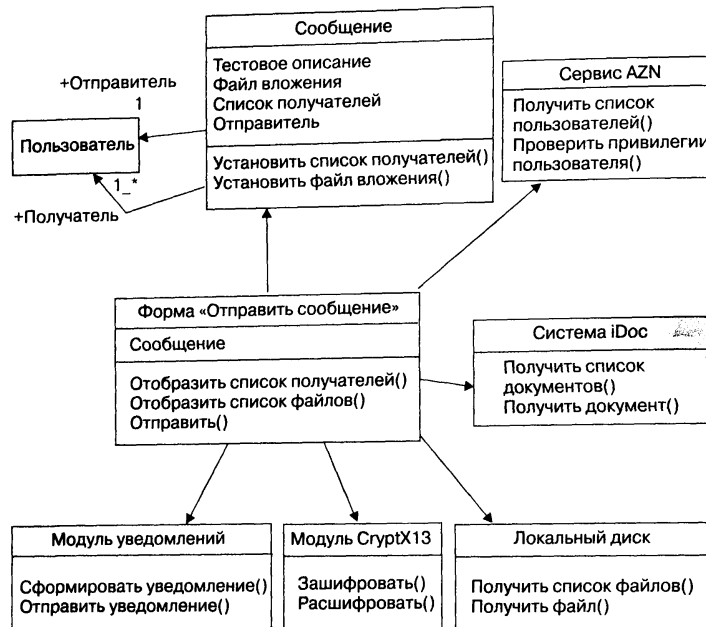 Сообщение
Тестовое описание
Файл вложения
Список получателей
Отправитель
Установить список получателей()
Установить файл вложения()
+Отправитель
1
Пользователь
1_*
+Получатель
Сервис AZN
Получить список
пользователей()
Проверить привилегии
пользователя()
Форма «Отправить сообщение»
Сообщение
Отобразить список получателей()
Отобразить список файлов()
Отправить()
Система iDoc
Получить список
документов()
Получить документ()
Модуль уведомлений
Сформировать уведомление()
Отправить уведомление()
Модуль CryptX13
Зашифровать()
Расшифровать()
Локальный диск
Получить список файлов()
Получить файл()